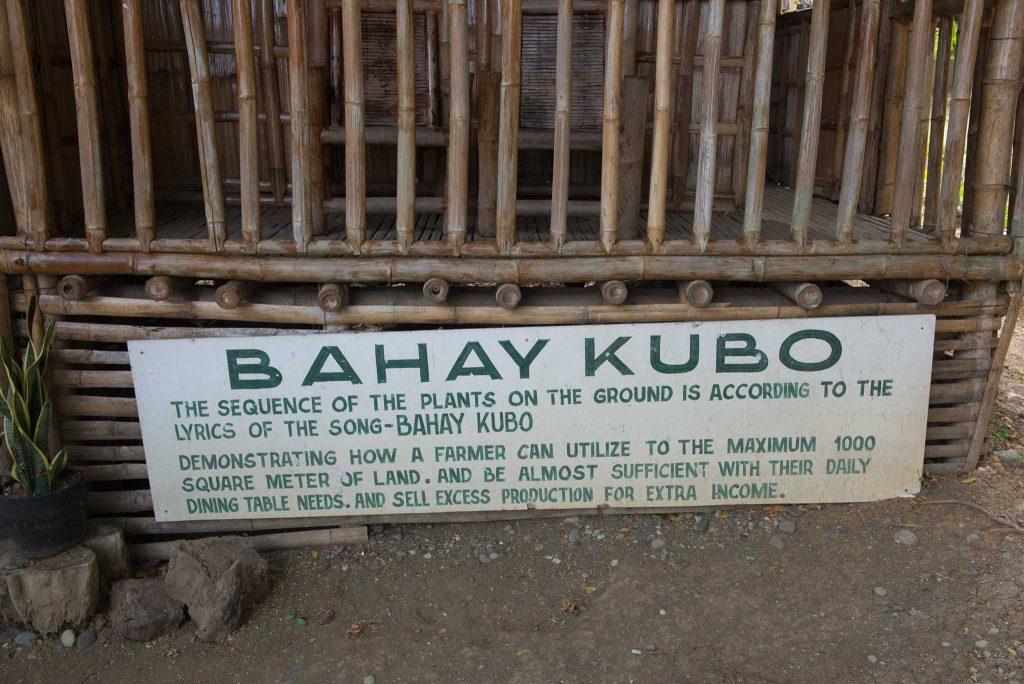 BAHAY KUBO
THE SEQUENCE OF THE PLANTS ON THE GROUND IS ACCORDING TO THE
LYRICS OF THE SONG-BAHAY KUBO
DEMONSTRATING HOW A FARMER CAN UTILIZE TO THE MAXIMUM 1000
SQUARE METER OF LAND. AND BE ALMOST SUFFICIENT WITH THEIR DAILY
DINING TABLE NEEDS. AND SELL EXCESS PRODUCTION FOR EXTRA INCOME.